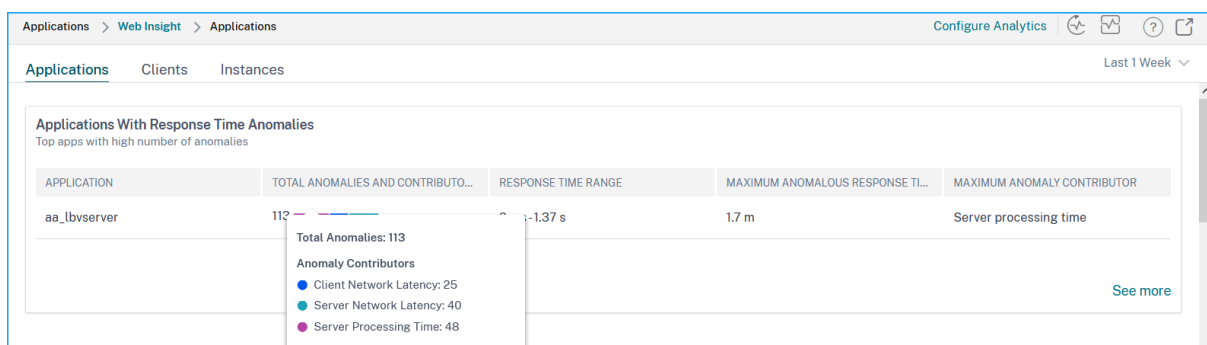 Applications > Web Insight > Applications Configure Analytics ?
Applications Clients Instances Last 1 Week
Applications With Response Time Anomalies
Top apps with high number of anomalies
APPLICATION TOTAL ANOMALIES AND CONTRIBUTO... RESPONSE TIME RANGE MAXIMUM ANOMALOUS RESPONSE TI... MAXIMUM ANOMALY CONTRIBUTOR
aa_lbvserver 113 - 1.37 s 1.7 m Server processing time
Total Anomalies: 113
Anomaly Contributors
Client Network Latency: 25
Server Network Latency: 40
Server Processing Time: 48
See more